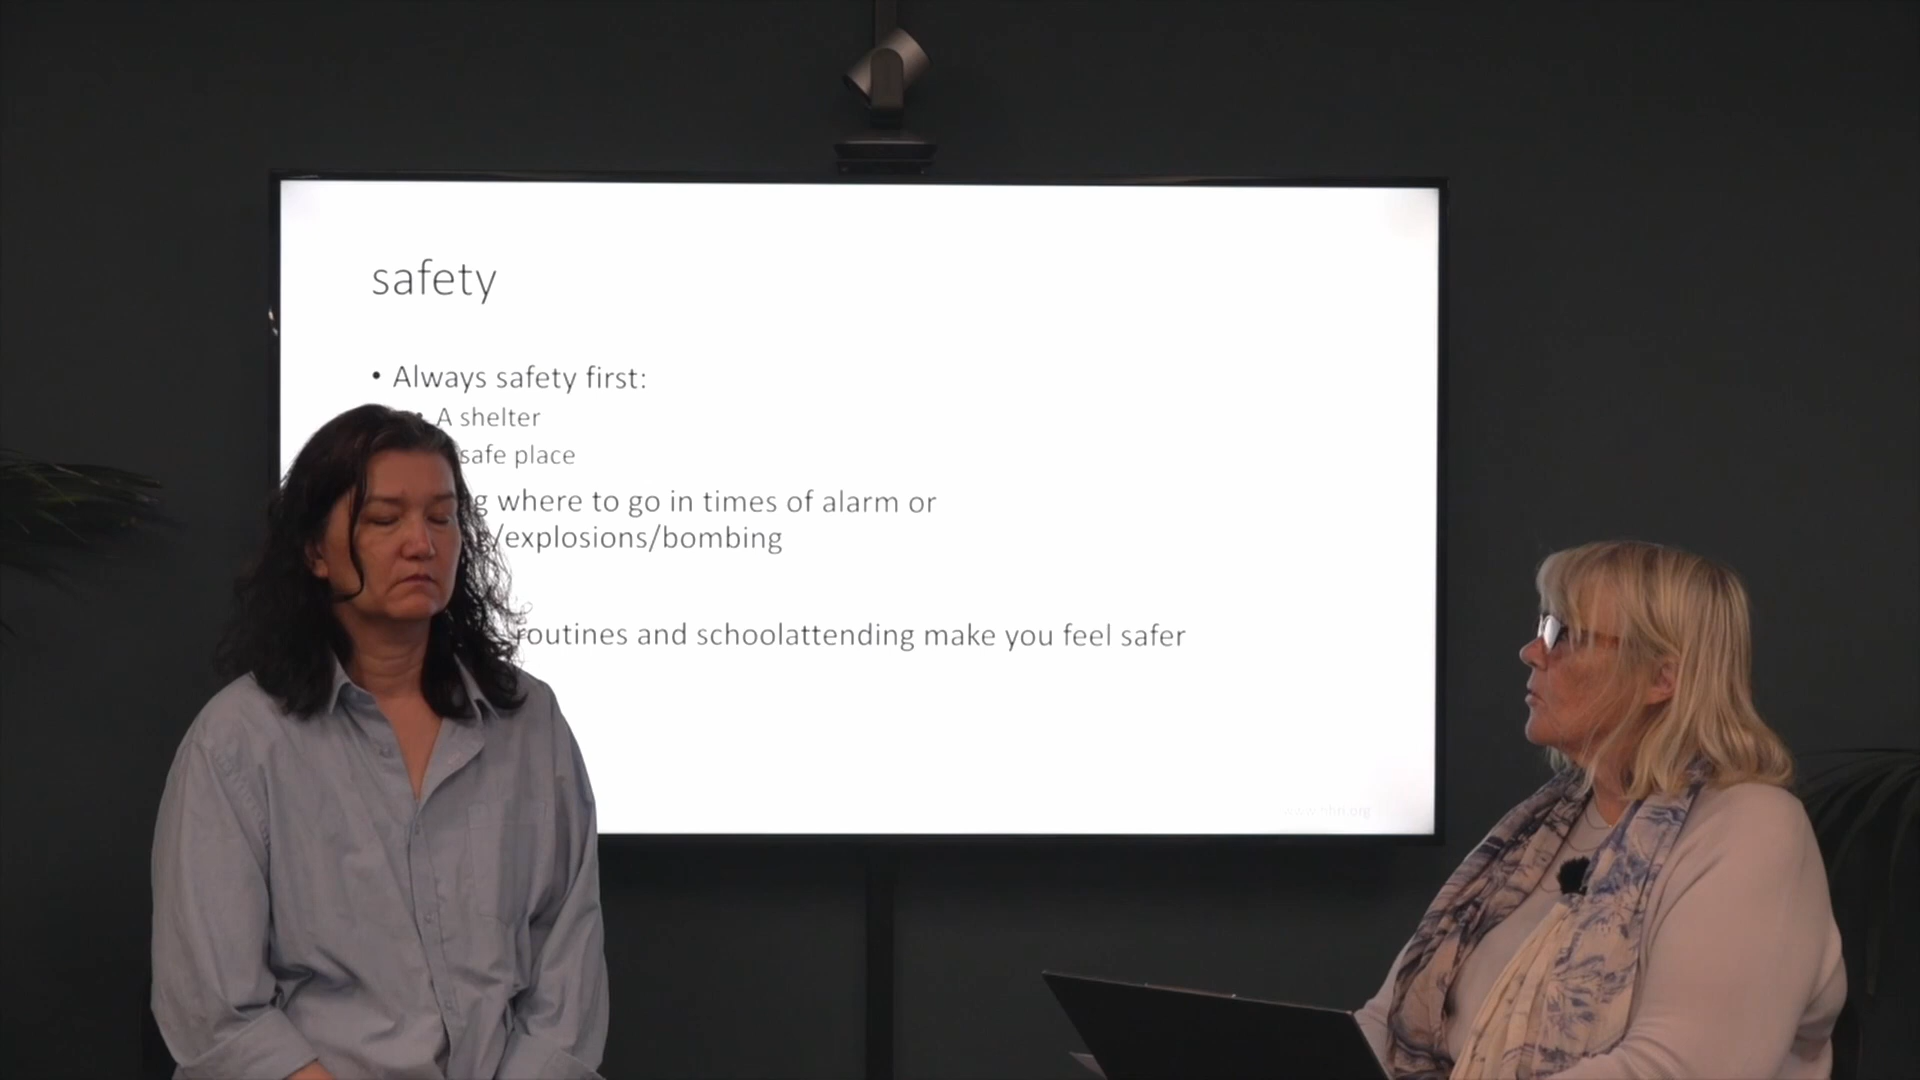 safety
• Always safety first:
• A shelter
safe place
where to go in times of alarm or
/explosions/bombing
routines and schoolattending make you feel safer